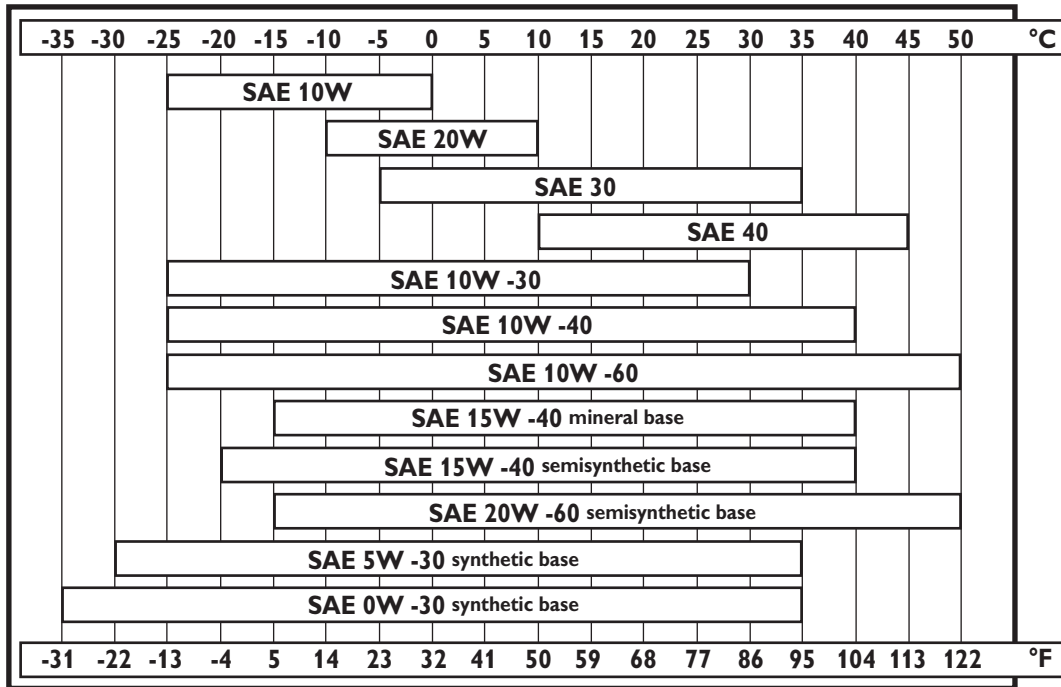 -35 -30 -25 -20 -15 -10 -5 0 5 10 15 20 25 30 35 40 45 50 °C
SAE 10W
SAE 20W
SAE 30
SAE 40
SAE 10W -30
SAE 10W -40
SAE 10W -60
SAE 15W -40 mineral base
SAE 15W -40 semisynthetic base
SAE 20W -60 semisynthetic base
SAE 5W -30 synthetic base
SAE 0W -30 synthetic base
-31 -22 -13 -4 5 14 23 32 41 50 59 68 77 86 95 104 113 122 °F